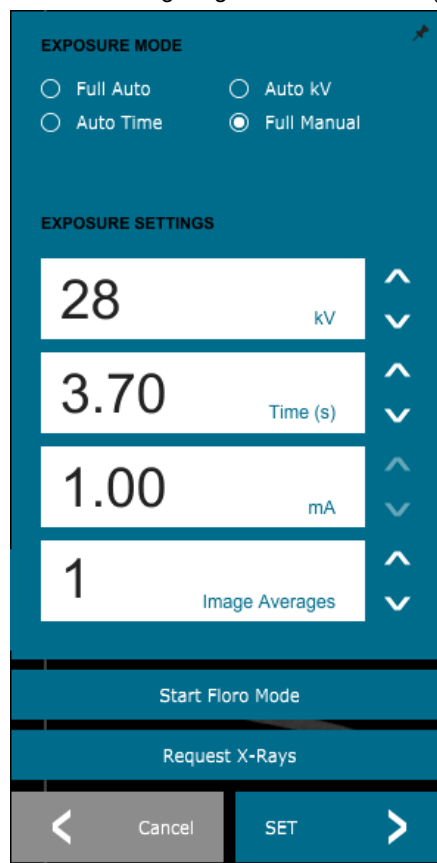 EXPOSURE MODE
Full Auto
Auto kV
Auto Time
Full Manual
EXPOSURE SETTINGS
28
kV
3.70
Time (s)
1.00
mA
1
Image Averages
Start Floro Mode
Request X-Rays
Cancel
SET